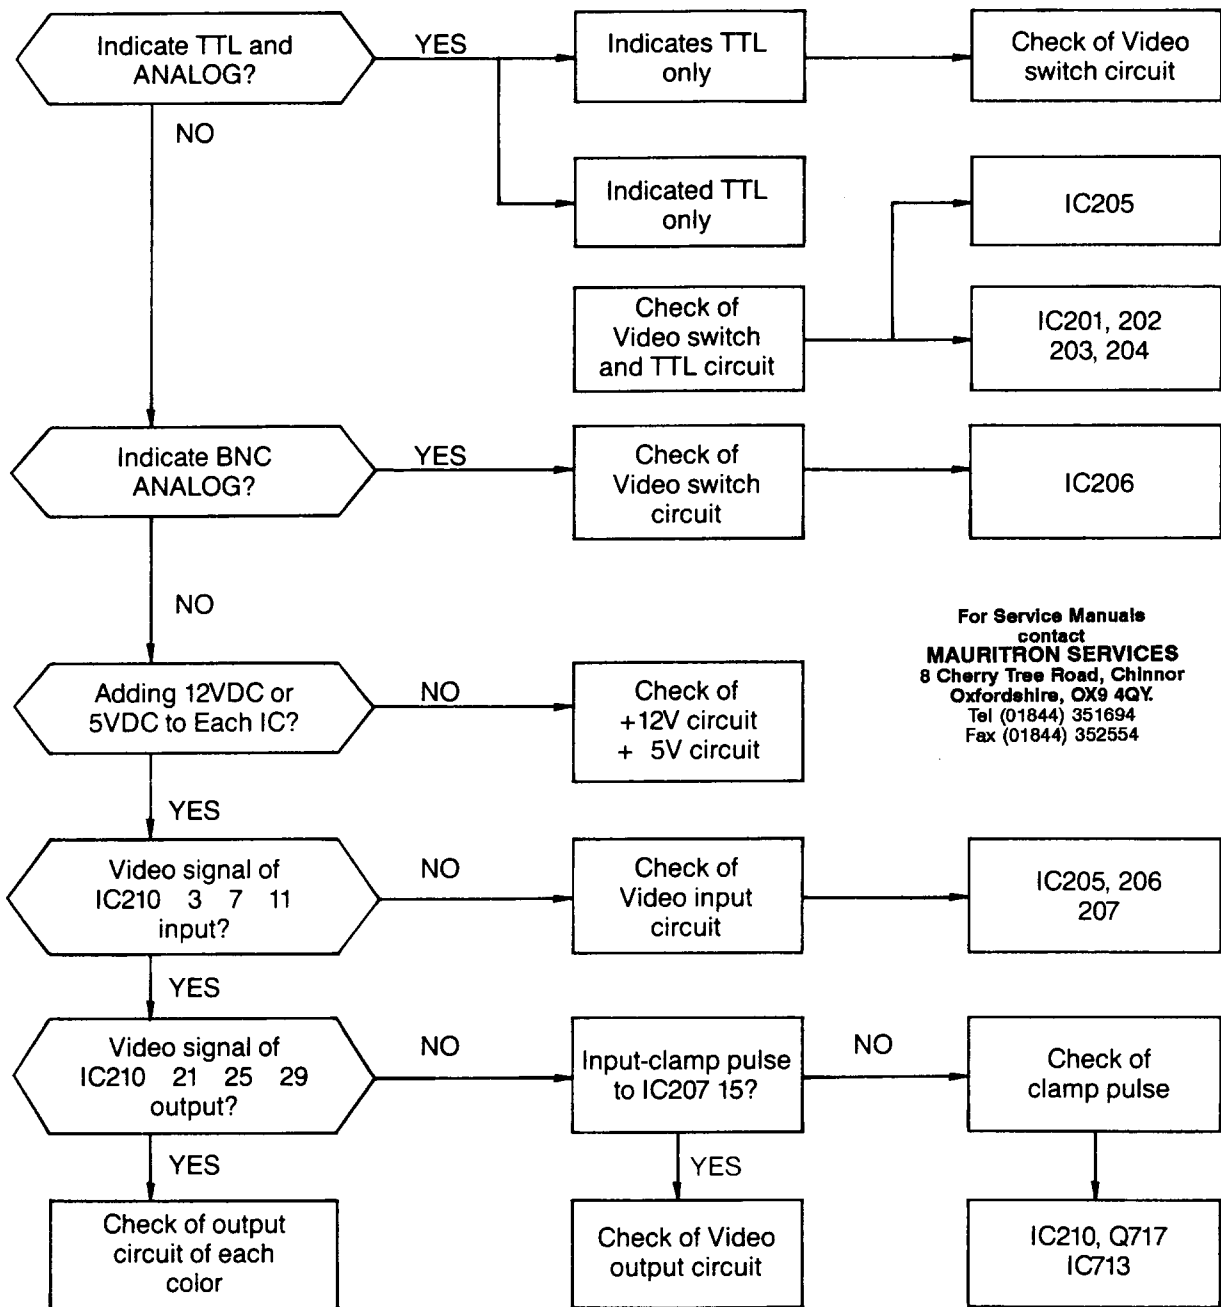 Indicate TTL and
ANALOG?
YES
Indicates TTL
only
Check of Video
switch circuit
NO
Indicated TTL
only
IC205
Check of
Video switch
and TTL circuit
IC201, 202
203, 204
Indicate BNC
ANALOG?
YES
Check of
Video switch
circuit
IC206
NO
For Service Manuals
contact
MAURITRON SERVICES
8 Cherry Tree Road, Chinnor
Oxfordshire, OX9 4QY.
Tel (01844) 351694
Fax (01844) 352554
Adding 12VDC or
5VDC to Each IC?
NO
Check of
+12V circuit
+ 5V circuit
YES
Video signal of
IC210 3 7 11
input?
NO
Check of
Video input
circuit
IC205, 206
207
YES
Video signal of
IC210 21 25 29
output?
NO
Input-clamp pulse
to IC207 15?
NO
Check of
clamp pulse
YES
YES
Check of output
circuit of each
color
Check of Video
output circuit
IC210, Q717
IC713